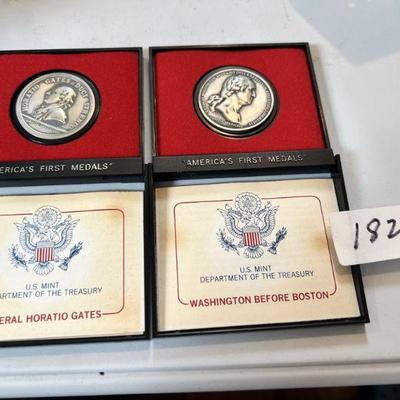 HORATIO GATES
"AMERICA'S FIRST MEDALS"
U.S. MINT
DEPARTMENT OF THE TREASURY
ERAL HORATIO GATES
"AMERICA'S FIRST MEDALS"
U.S. MINT
DEPARTMENT OF THE TREASURY
WASHINGTON BEFORE BOSTON
182